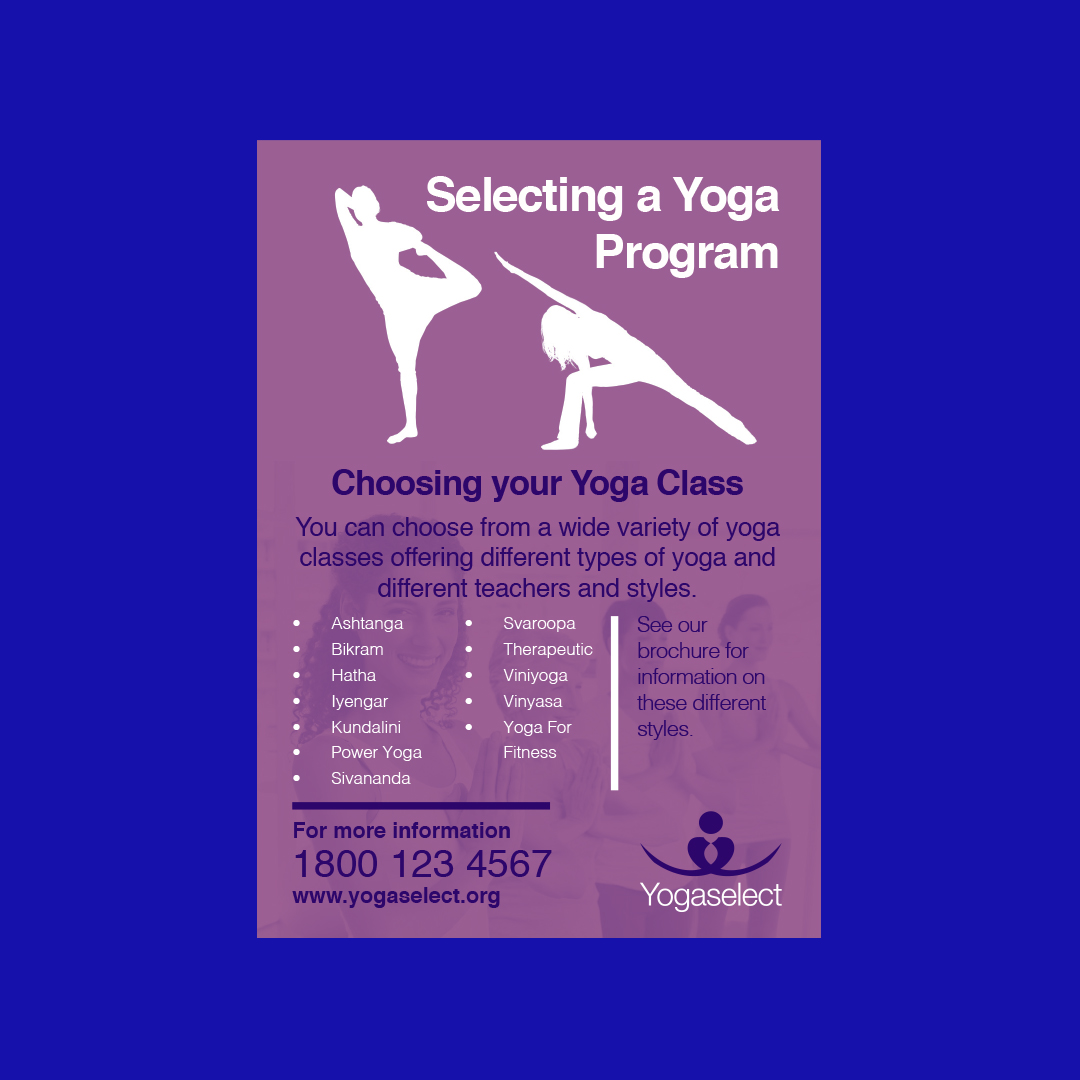 Selecting a Yoga
Program
Choosing your Yoga Class
You can choose from a wide variety of yoga
classes offering different types of yoga and
different teachers and styles.
• Ashtanga
• Bikram
• Hatha
• Iyengar
• Kundalini
• Power Yoga
• Sivananda
• Svaroopa
• Therapeutic
• Viniyoga
• Vinyasa
• Yoga For
Fitness
See our
brochure for
information on
these different
styles.
For more information
1800 123 4567
www.yogaselect.org
Yogaselect